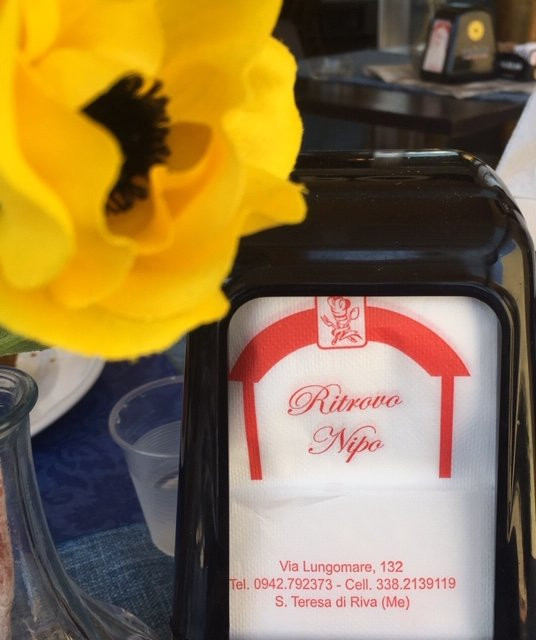 Ritrovo
Nipo
Via Lungomare, 132
Tel. 0942.792373 - Cell. 338.2139119
S. Teresa di Riva (Me)